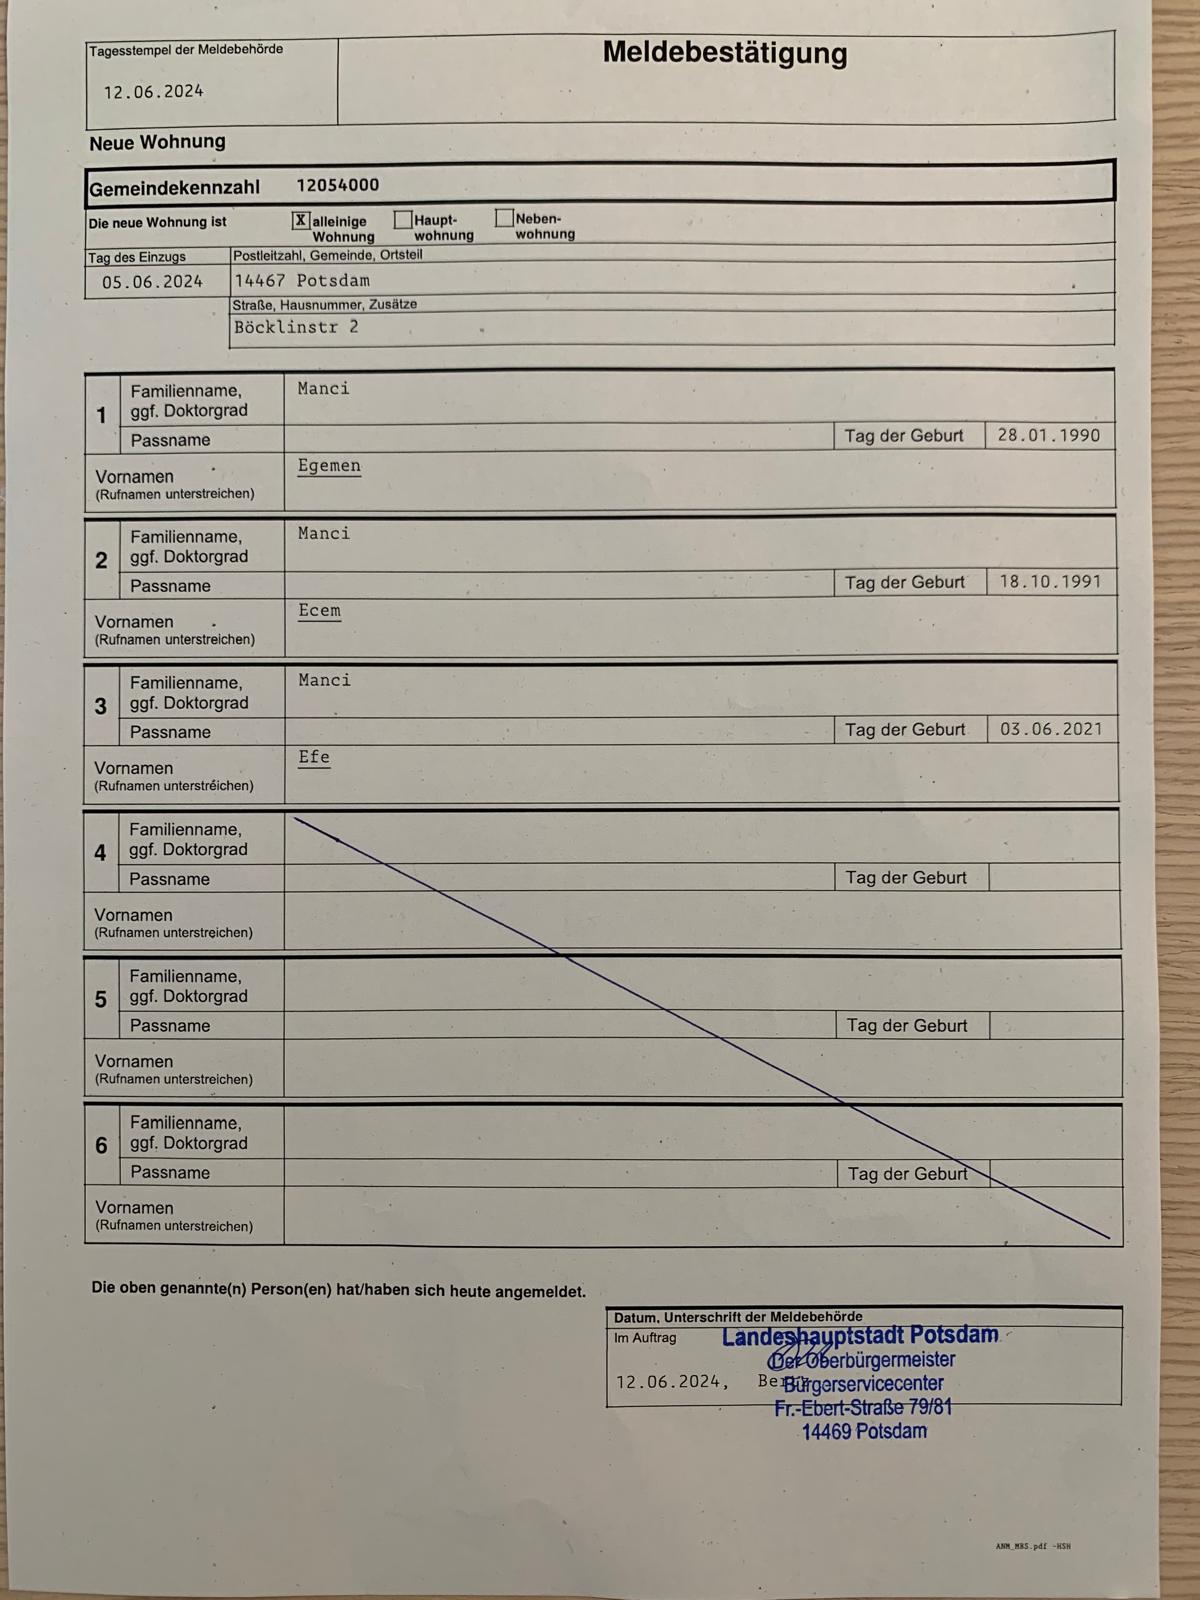 Tagesstempel der Meldebehörde
12.06.2024
Meldebestätigung
Neue Wohnung
Gemeindekennzahl 12054000
Die neue Wohnung ist X alleinige Wohnung Haupt-wohnung Neben-wohnung
Tag des Einzugs Postleitzahl, Gemeinde, Ortsteil
05.06.2024 14467 Potsdam
Straße, Hausnummer, Zusätze
Böcklinstr 2
1 Familienname, ggf. Doktorgrad Manci
Passname Tag der Geburt 28.01.1990
Vornamen Egemen
(Rufnamen unterstreichen)
2 Familienname, ggf. Doktorgrad Manci
Passname Tag der Geburt 18.10.1991
Vornamen Ecem
(Rufnamen unterstreichen)
3 Familienname, ggf. Doktorgrad Manci
Passname Tag der Geburt 03.06.2021
Vornamen Efe
(Rufnamen unterstreichen)
4 Familienname, ggf. Doktorgrad
Passname Tag der Geburt
Vornamen
(Rufnamen unterstreichen)
5 Familienname, ggf. Doktorgrad
Passname Tag der Geburt
Vornamen
(Rufnamen unterstreichen)
6 Familienname, ggf. Doktorgrad
Passname Tag der Geburt
Vornamen
(Rufnamen unterstreichen)
Die oben genannte(n) Person(en) hat/haben sich heute angemeldet.
Datum, Unterschrift der Meldebehörde
Im Auftrag
Landeshauptstadt Potsdam
Der Oberbürgermeister
12.06.2024,
Bürgerservicecenter
Fr.-Ebert-Straße 79/81
14469 Potsdam
ANM_MBS.pdf -HSH